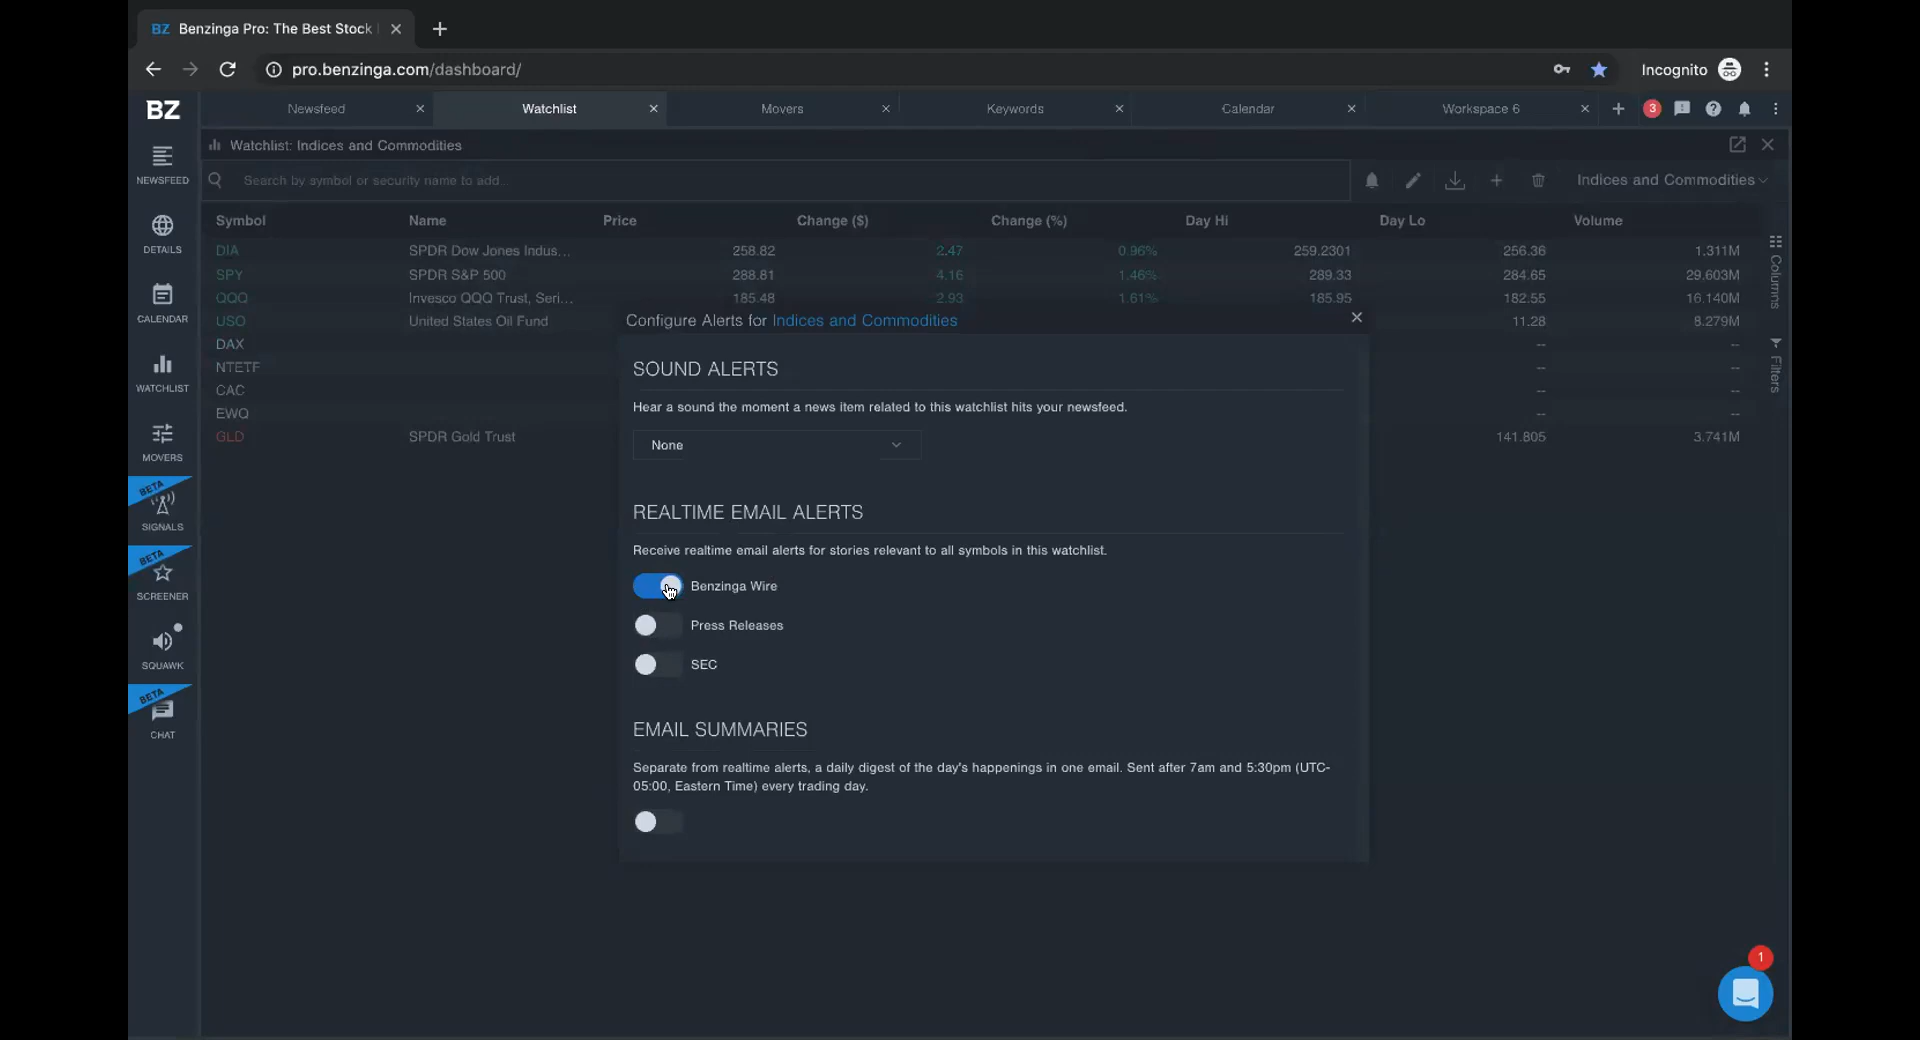 BZ Benzinga Pro: The Best Stock
pro.benzinga.com/dashboard/
Incognito
BZ
Newsfeed
Watchlist
Movers
Keywords
Calendar
Workspace 6
3
Watchlist: Indices and Commodities
Search by symbol or security name to add...
Indices and Commodities
Symbol Name Price Change ($) Change (%) Day Hi Day Lo Volume
DIA SPDR Dow Jones Indus... 258.82 2.47 0.96% 259.2301 256.36 1.311M
SPY SPDR S&P 500 288.81 4.16 1.46% 289.33 284.65 29.603M
QQQ Invesco QQQ Trust, Seri... 185.48 2.93 1.61% 185.95 182.55 16.140M
USO United States Oil Fund 11.28 8.279M
DAX -- --
NTETF -- --
CAC -- --
EWQ -- --
GLD SPDR Gold Trust 141.805 3.741M
Columns
Filters
NEWSFEED
DETAILS
CALENDAR
WATCHLIST
MOVERS
BETA
SIGNALS
BETA
SCREENER
SQUAWK
BETA
CHAT
Configure Alerts for Indices and Commodities
SOUND ALERTS
Hear a sound the moment a news item related to this watchlist hits your newsfeed.
None
REALTIME EMAIL ALERTS
Receive realtime email alerts for stories relevant to all symbols in this watchlist.
Benzinga Wire
Press Releases
SEC
EMAIL SUMMARIES
Separate from realtime alerts, a daily digest of the day's happenings in one email. Sent after 7am and 5:30pm (UTC-
05:00, Eastern Time) every trading day.
1